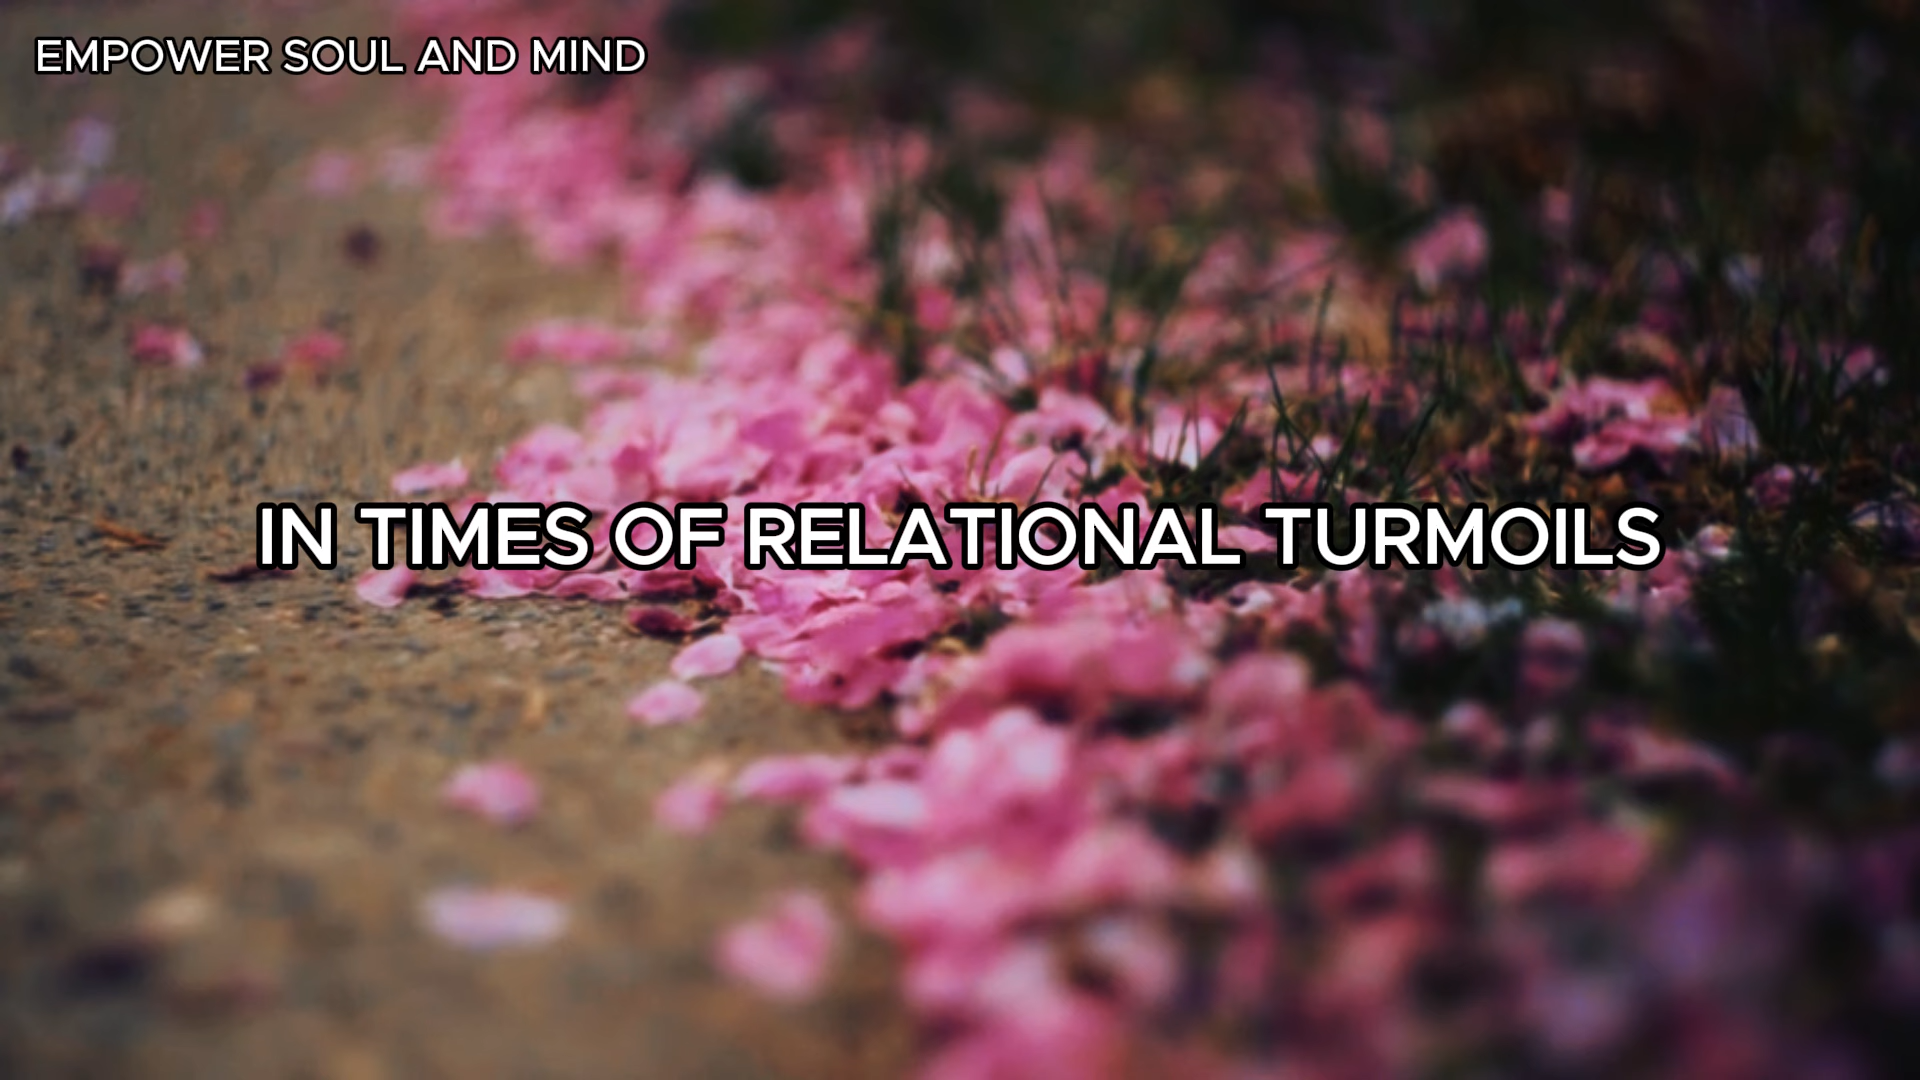 EMPOWER SOUL AND MIND
IN TIMES OF RELATIONAL TURMOILS